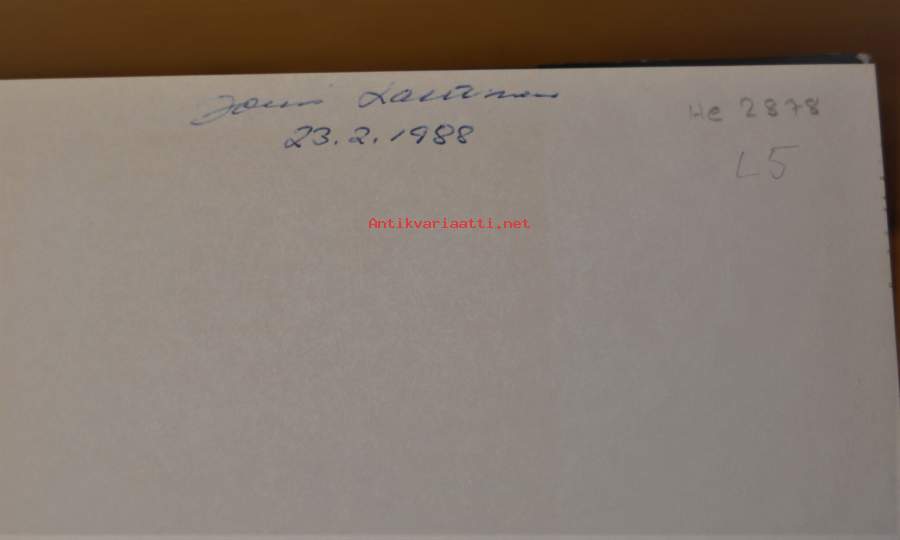 23.2.1988
He 2878
L5
Antikvariaatti.net